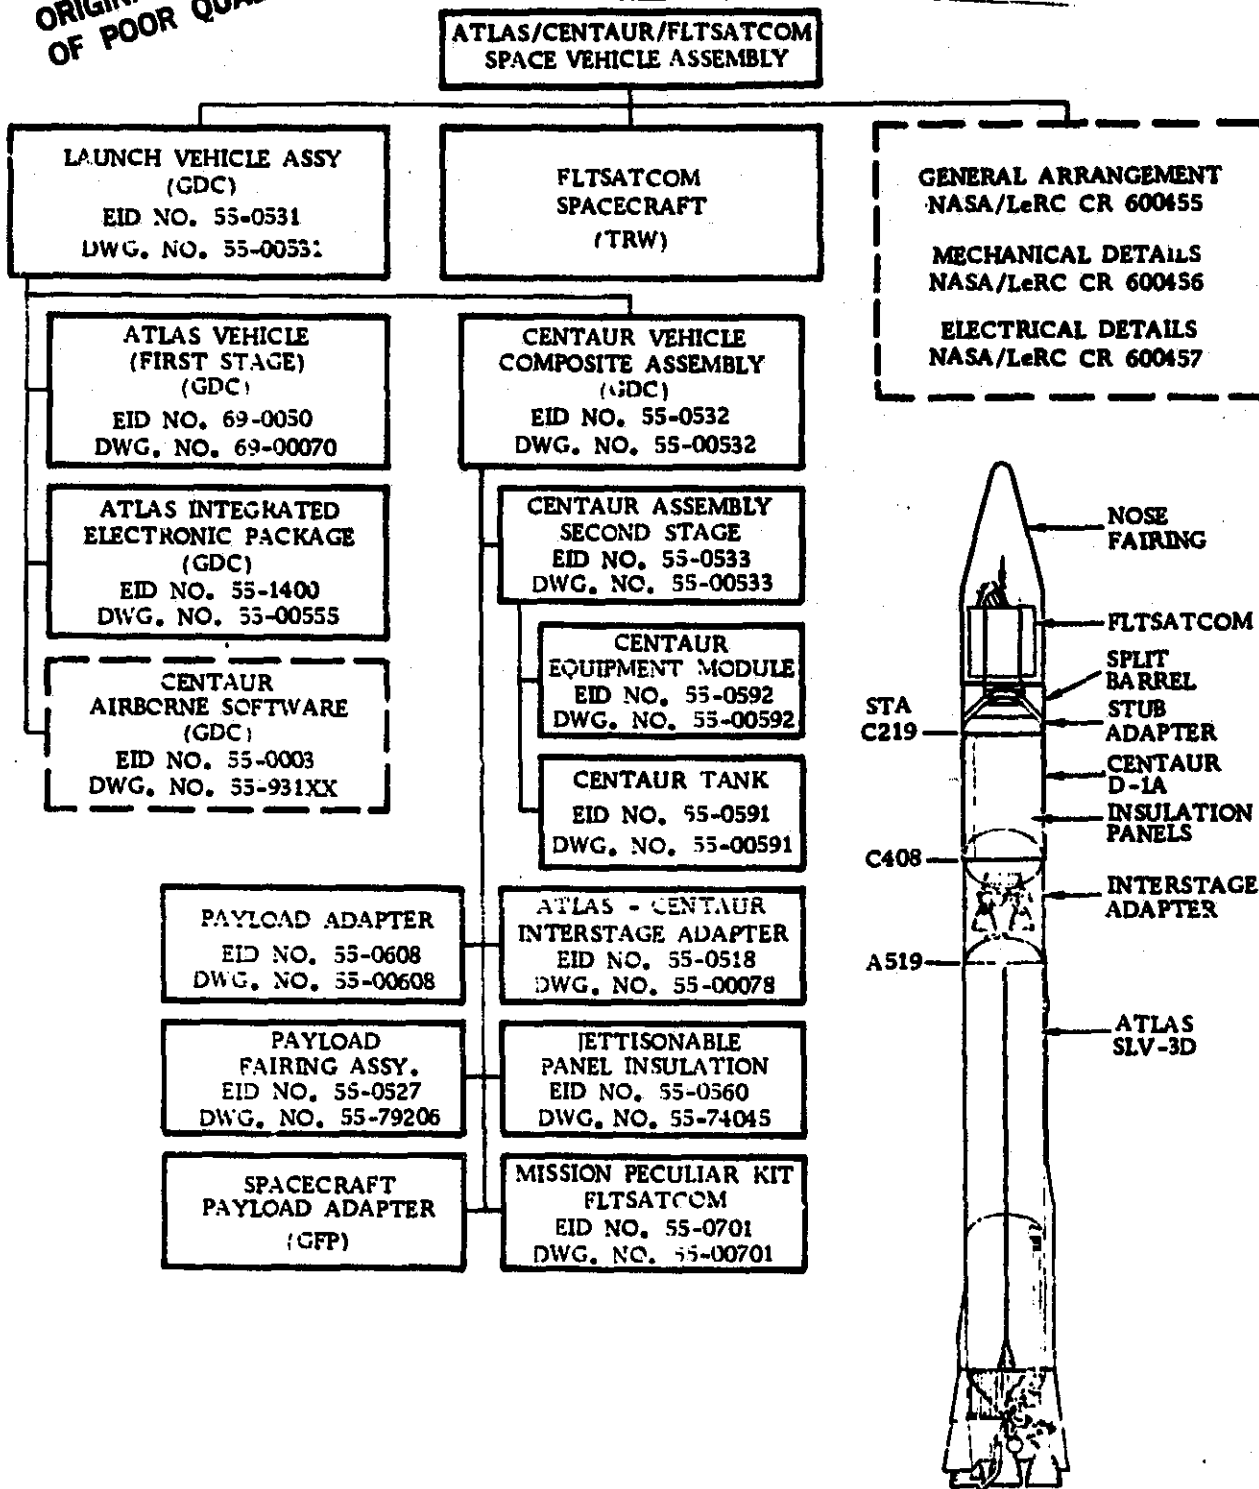 OF POOR
ATLAS/CENTAUR/FLTSATCOM
SPACE VEHICLE ASSEMBLY
LAUNCH VEHICLE ASSY
(GDC)
EID NO. 55-0531
DWG. NO. 55-00531
FLTSATCOM
SPACECRAFT
(TRW)
GENERAL ARRANGEMENT
NASA/LeRC CR 600455
MECHANICAL DETAILS
NASA/LeRC CR 600456
ELECTRICAL DETAILS
NASA/LeRC CR 600457
ATLAS VEHICLE
(FIRST STAGE)
(GDC)
EID NO. 69-0050
DWG. NO. 69-00070
CENTAUR VEHICLE
COMPOSITE ASSEMBLY
(GDC)
EID NO. 55-0532
DWG. NO. 55-00532
ATLAS INTEGRATED
ELECTRONIC PACKAGE
(GDC)
EID NO. 55-1400
DWG. NO. 55-00555
CENTAUR ASSEMBLY
SECOND STAGE
EID NO. 55-0533
DWG. NO. 55-00533
CENTAUR
AIRBORNE SOFTWARE
(GDC)
EID NO. 55-0003
DWG. NO. 55-931XX
CENTAUR
EQUIPMENT MODULE
EID NO. 55-0592
DWG. NO. 55-00592
CENTAUR TANK
EID NO. 55-0591
DWG. NO. 55-00591
PAYLOAD ADAPTER
EID NO. 55-0608
DWG. NO. 55-00608
ATLAS - CENTAUR
INTERSTAGE ADAPTER
EID NO. 55-0518
DWG. NO. 55-00078
PAYLOAD
FAIRING ASSY.
EID NO. 55-0527
DWG. NO. 55-79206
JETTISONABLE
PANEL INSULATION
EID NO. 55-0560
DWG. NO. 55-74045
SPACECRAFT
PAYLOAD ADAPTER
(GFP)
MISSION PECULIAR KIT
FLTSATCOM
EID NO. 55-0701
DWG. NO. 55-00701
NOSE
FAIRING
FLTSATCOM
SPLIT
BARREL
STA
C219
STUB
ADAPTER
CENTAUR
D-1A
INSULATION
PANELS
C408
INTERSTAGE
ADAPTER
A519
ATLAS
SLV-3D